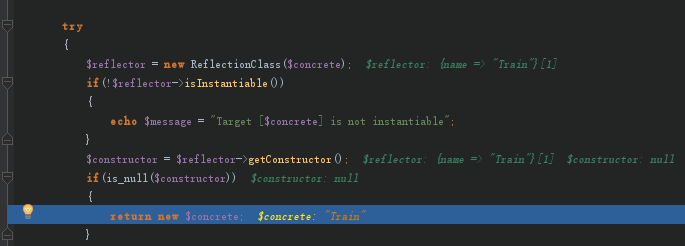 try
{
$reflector = new ReflectionClass($concrete); $reflector: {name => "Train"}[1]
if(!$reflector->isInstantiable())
{
echo $message = "Target [$concrete] is not instantiable";
}
$constructor = $reflector->getConstructor(); $reflector: {name => "Train"}[1] $constructor: null
if(is_null($constructor)) $constructor: null
{
return new $concrete; $concrete: "Train"
}